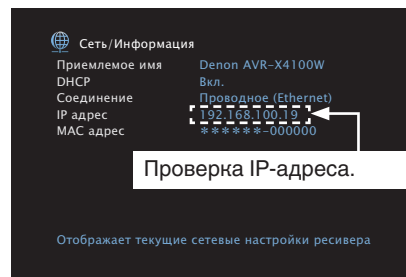 Сеть/Информация
Приемлемое имя Denon AVR-X4100W
DHCP Вкл.
Соединение Проводное (Ethernet)
IP адрес 192.168.100.19
MAC адрес ******-000000
Проверка IP-адреса.
Отображает текущие сетевые настройки ресивера